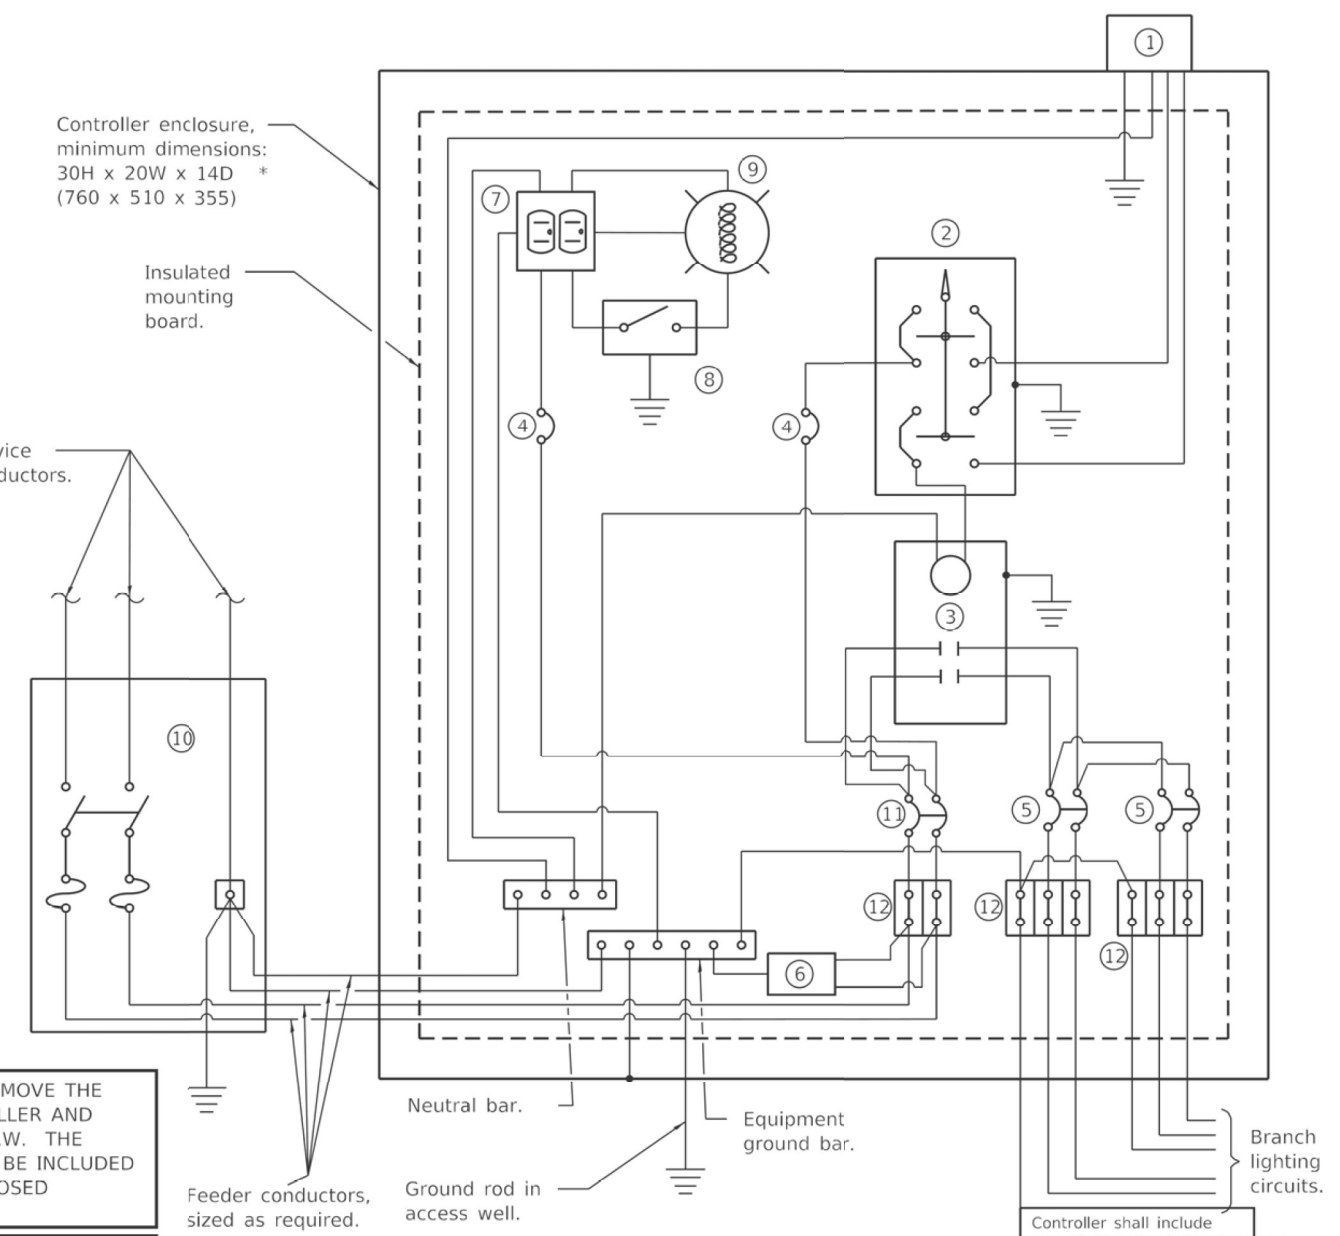 ①
Controller enclosure,
minimum dimensions:
30H x 20W x 14D *
(760 x 510 x 355)
⑨
⑦
②
Insulated
mounting
board.
⑧
④
④
vice
ductors.
③
⑩
⑤
⑤
⑪
⑫
⑫
⑫
⑥
MOVE THE
LLER AND
.W. THE
BE INCLUDED
OSED
Neutral bar.
Equipment
ground bar.
Feeder conductors,
sized as required.
Ground rod in
access well.
Branch
lighting
circuits.
Controller shall include